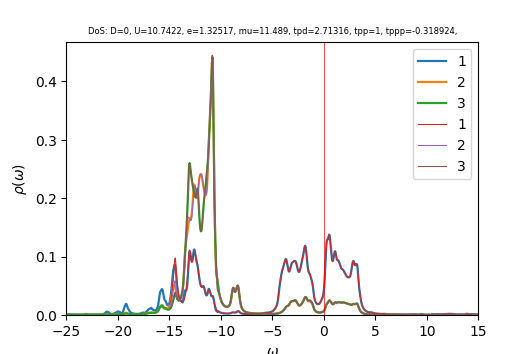 DoS: D=0, U=10.7422, e=1.32517, mu=11.489, tpd=2.71316, tpp=1, tppp=-0.318924,
ρ(ω)
0.4
0.3
0.2
0.1
0.0
1
2
3
1
2
3
−25 −20 −15 −10 −5 0 5 10 15
ω